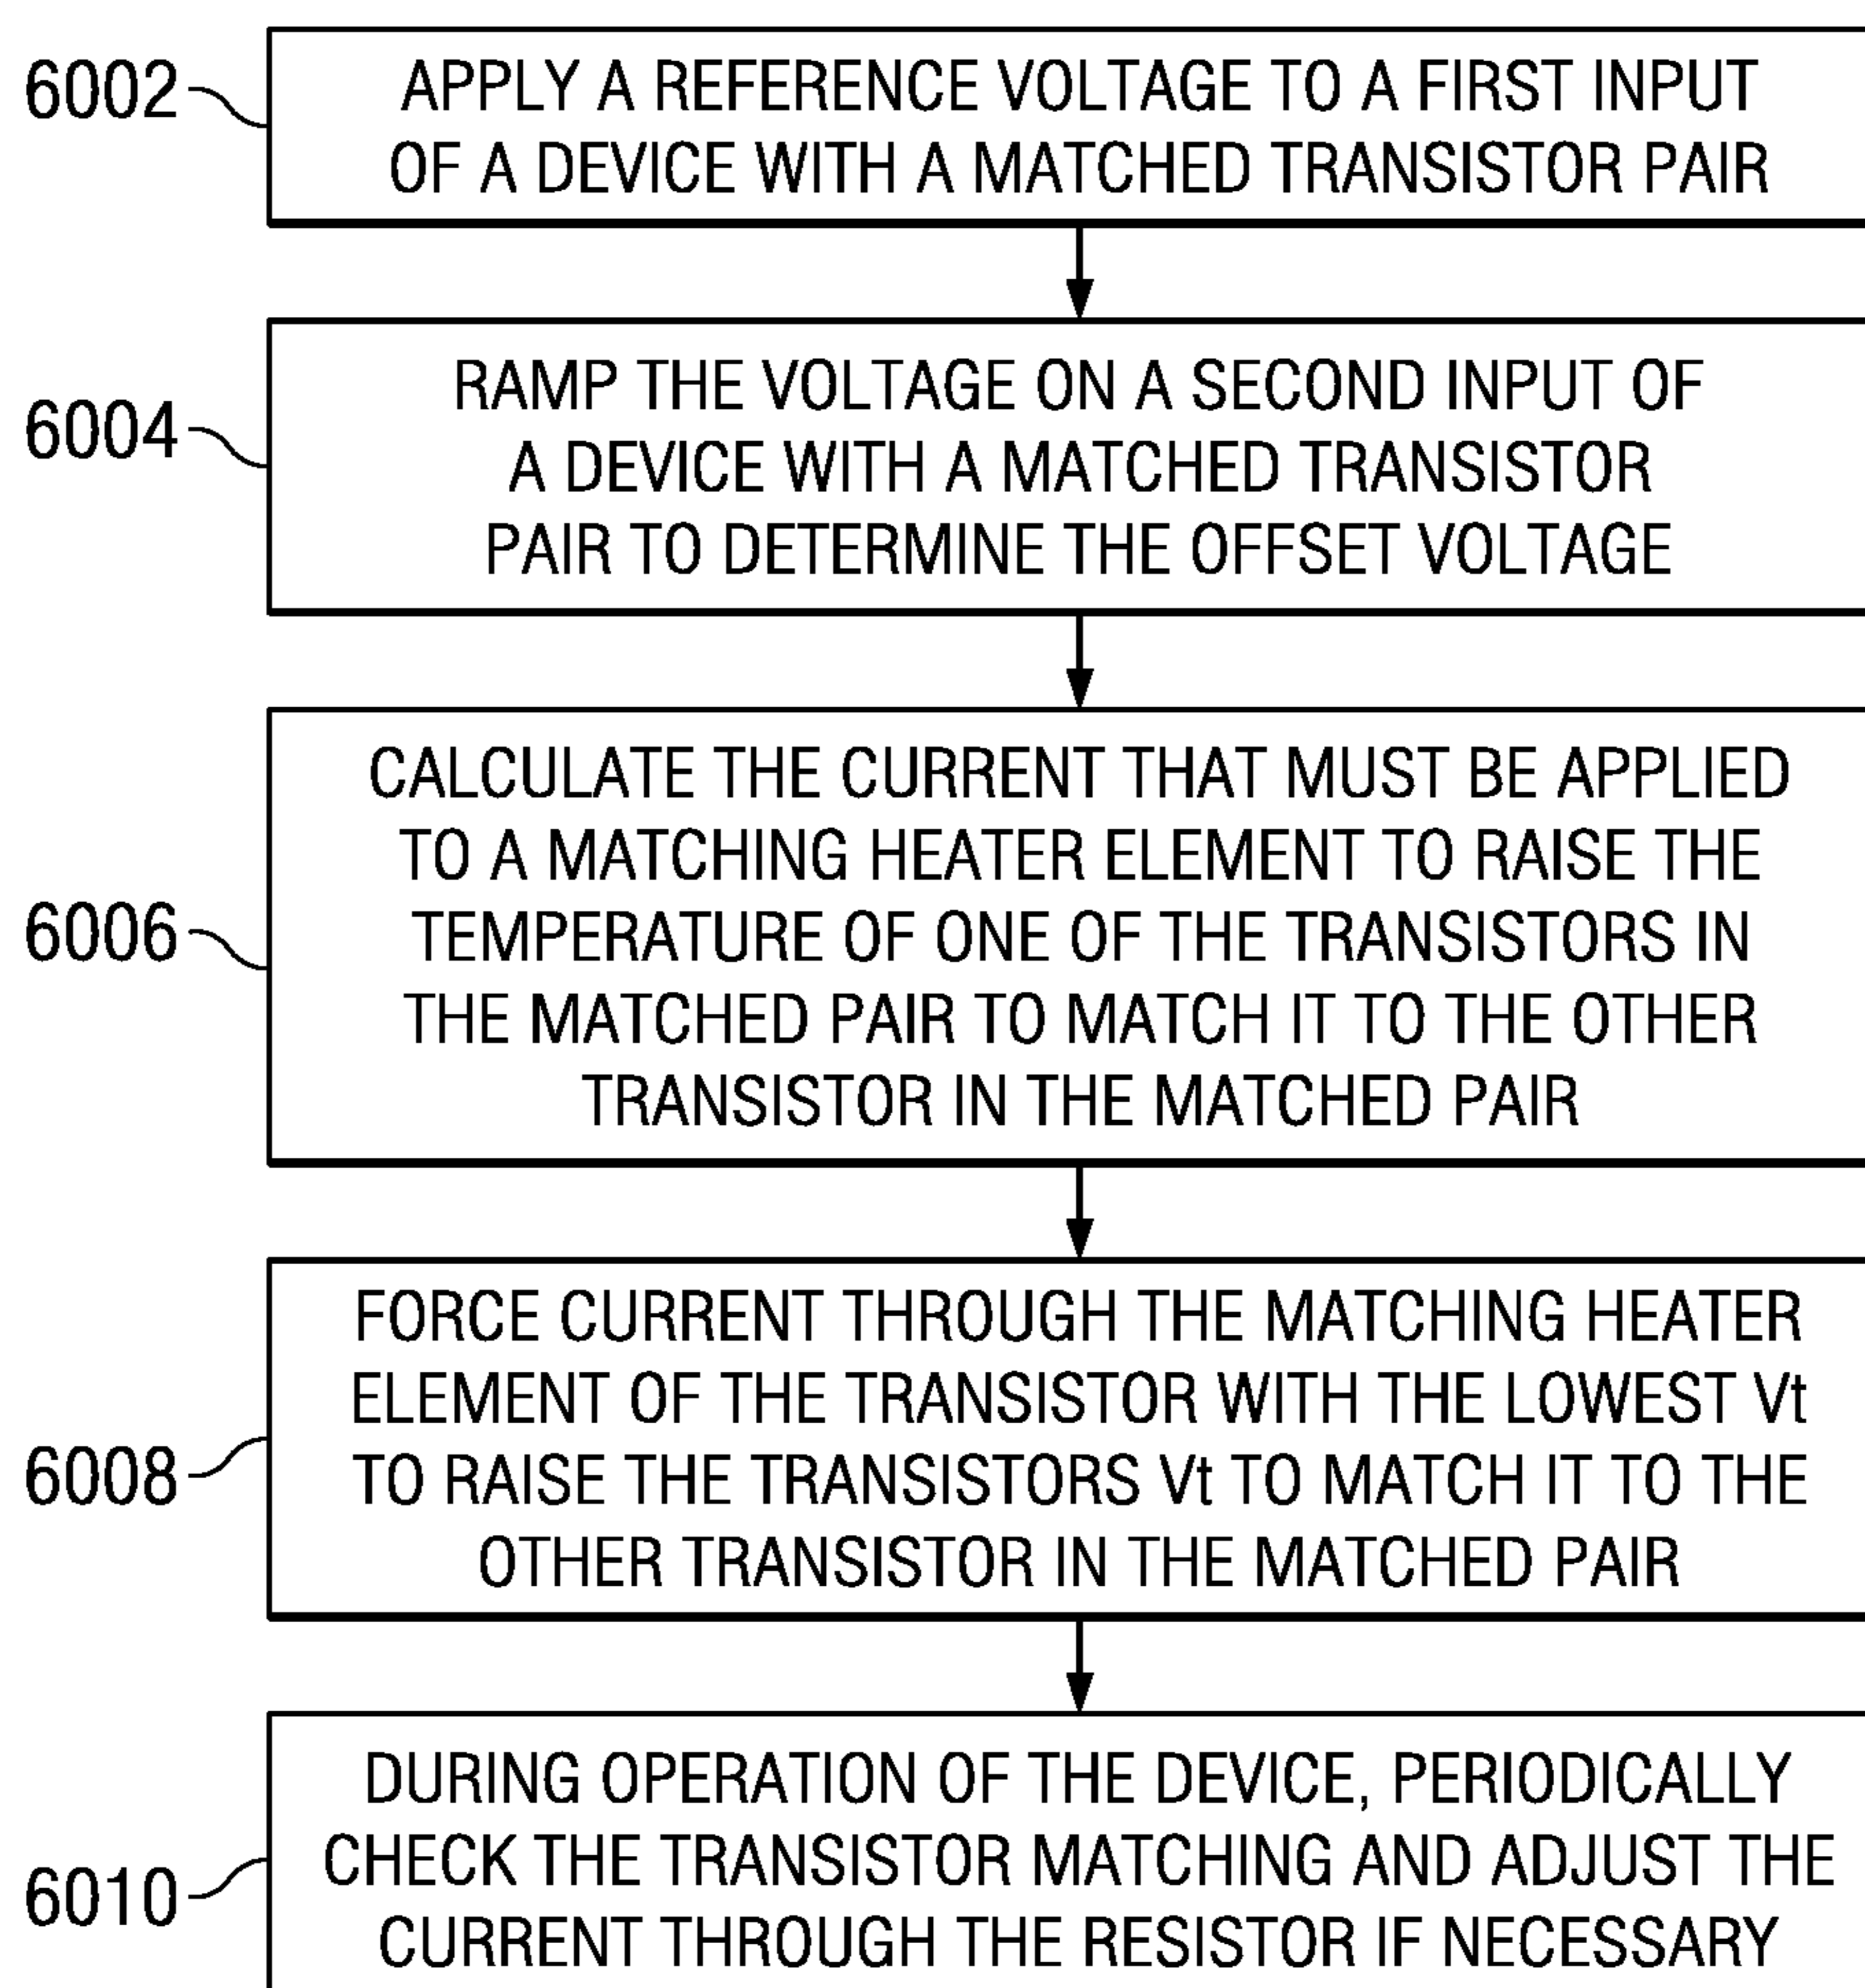 6002
APPLY A REFERENCE VOLTAGE TO A FIRST INPUT
OF A DEVICE WITH A MATCHED TRANSISTOR PAIR
6004
RAMP THE VOLTAGE ON A SECOND INPUT OF
A DEVICE WITH A MATCHED TRANSISTOR
PAIR TO DETERMINE THE OFFSET VOLTAGE
6006
CALCULATE THE CURRENT THAT MUST BE APPLIED
TO A MATCHING HEATER ELEMENT TO RAISE THE
TEMPERATURE OF ONE OF THE TRANSISTORS IN
THE MATCHED PAIR TO MATCH IT TO THE OTHER
TRANSISTOR IN THE MATCHED PAIR
6008
FORCE CURRENT THROUGH THE MATCHING HEATER
ELEMENT OF THE TRANSISTOR WITH THE LOWEST Vt
TO RAISE THE TRANSISTORS Vt TO MATCH IT TO THE
OTHER TRANSISTOR IN THE MATCHED PAIR
6010
DURING OPERATION OF THE DEVICE, PERIODICALLY
CHECK THE TRANSISTOR MATCHING AND ADJUST THE
CURRENT THROUGH THE RESISTOR IF NECESSARY